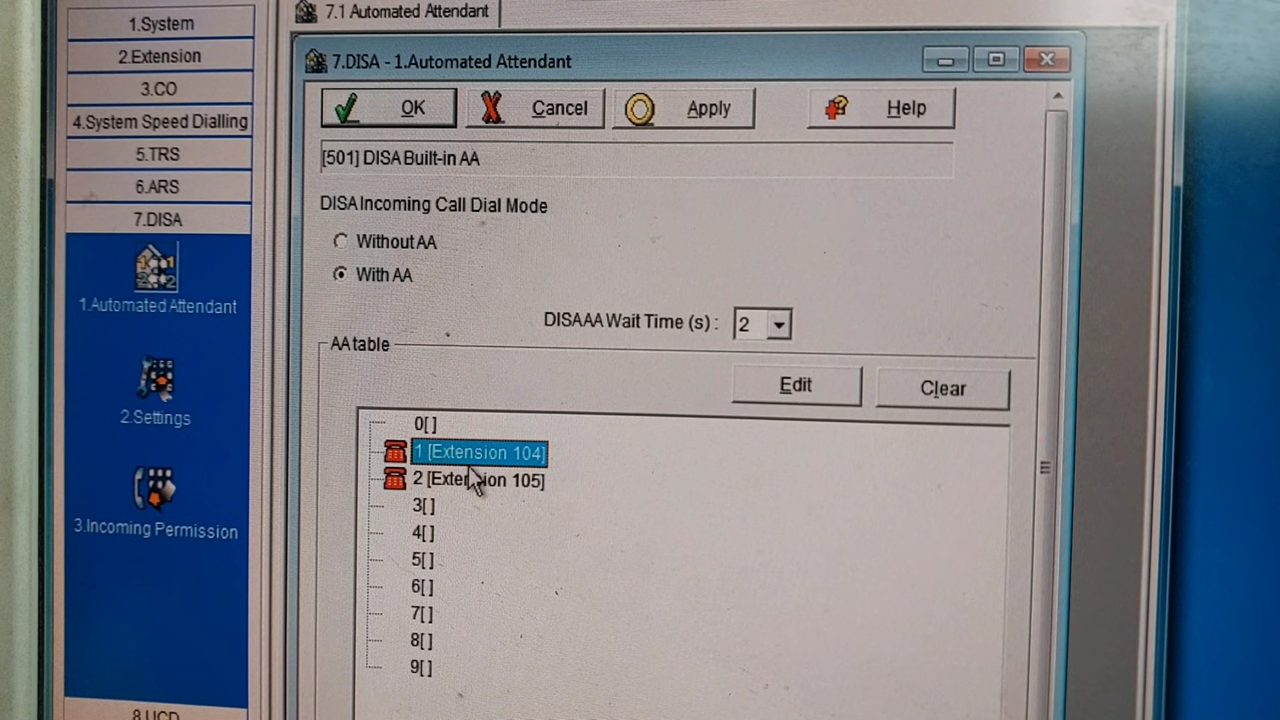 1.System
2.Extension
3.CO
4.System Speed Dialling
5.TRS
6.ARS
7.DISA
1.Automated Attendant
2.Settings
3.Incoming Permission
8.UCD
7.1 Automated Attendant
7.DISA - 1.Automated Attendant
OK Cancel Apply Help
[501] DISA Built-in AA
DISA Incoming Call Dial Mode
Without AA
With AA
DISA AA Wait Time (s) : 2
AA table
Edit Clear
0[ ]
1 [Extension 104]
2 [Extension 105]
3[ ]
4[ ]
5[ ]
6[ ]
7[ ]
8[ ]
9[ ]